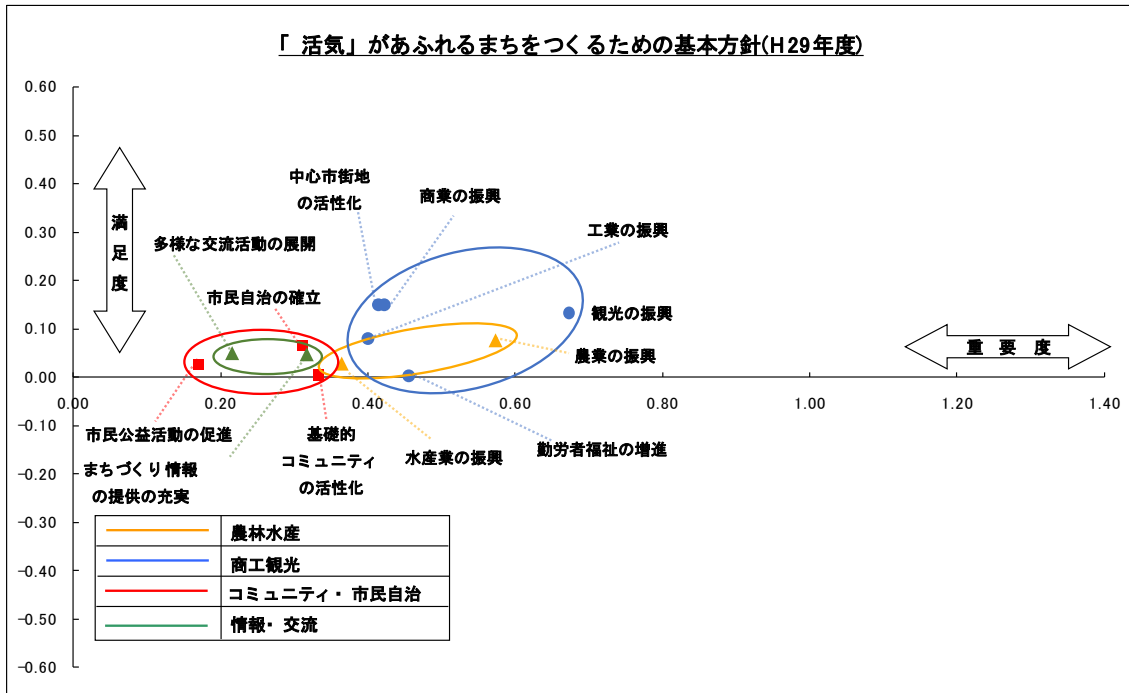 「 活気」があふれるまちをつくるための基本方針(H29年度)
0.60
0.50
0.40
0.30
0.20
0.10
0.00
-0.10
-0.20
-0.30
-0.40
-0.50
-0.60
0.00
0.20
0.40
0.60
0.80
1.00
1.20
1.40
満足度
重 要 度
中心市街地
の活性化
商業の振興
工業の振興
多様な交流活動の展開
市民自治の確立
観光の振興
農業の振興
市民公益活動の促進
まちづくり情報
の提供の充実
基礎的
コミュニティ
の活性化
水産業の振興
勤労者福祉の増進
農林水産
商工観光
コミュニティ・市民自治
情報・交流